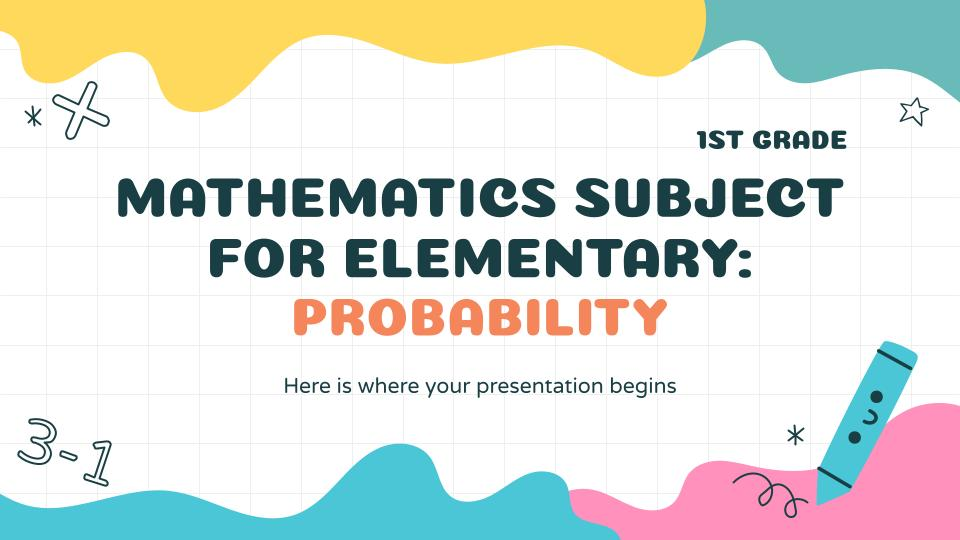 1ST GRADE
MATHEMATICS SUBJECT
FOR ELEMENTARY:
PROBABILITY
Here is where your presentation begins
3-1